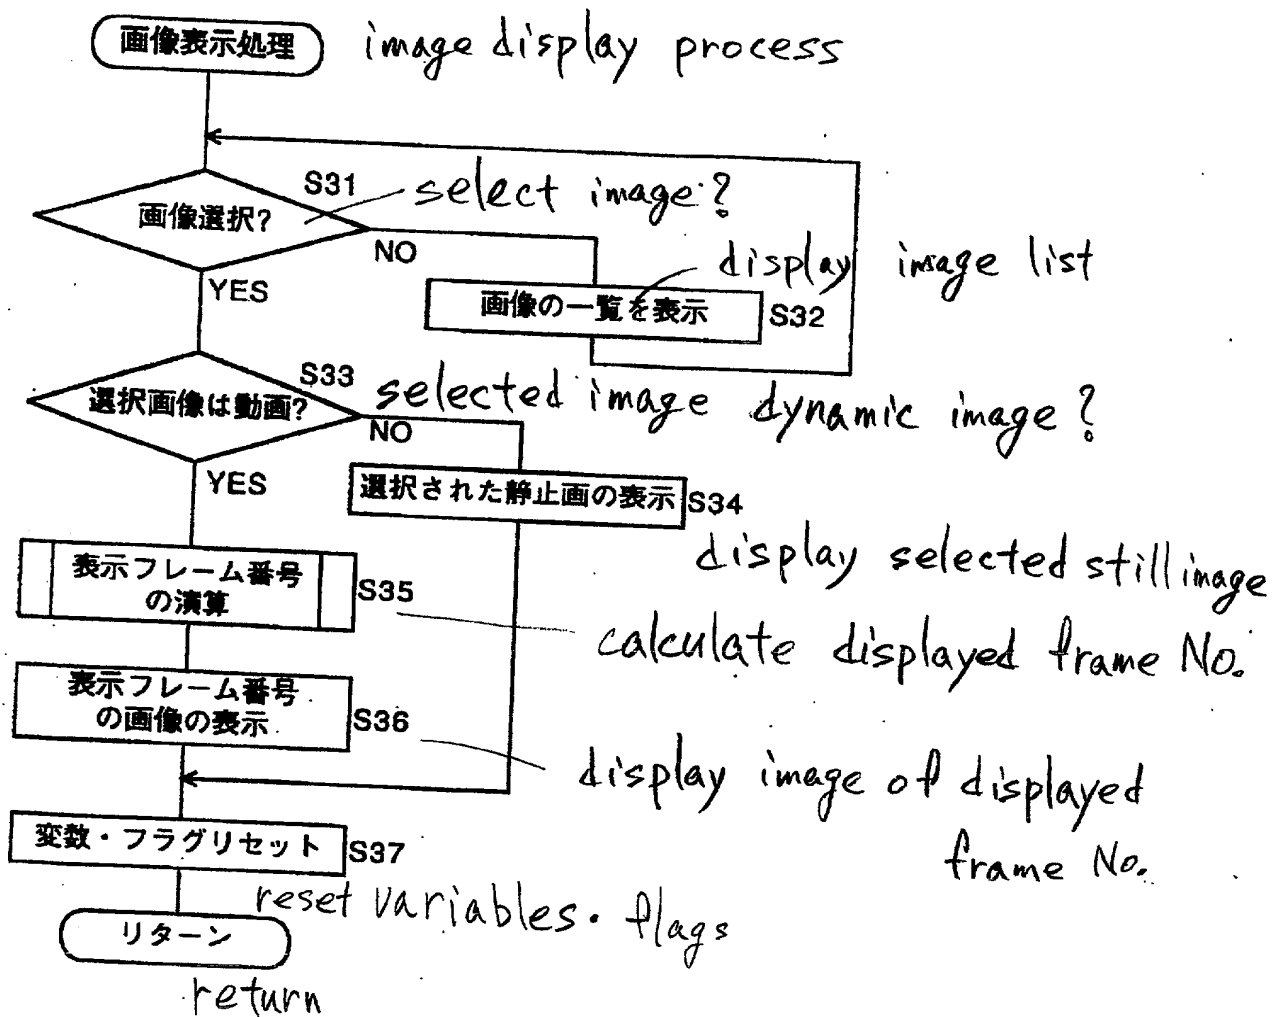 画像表示処理 image display process
S31 select image?
画像選択?
NO
display image list
YES
画像の一覧を表示 S32
S33 selected image dynamic image?
選択画像は動画?
NO
YES
選択された静止画の表示 S34
display selected still image
表示フレーム番号
の演算
S35
calculate displayed frame No.
表示フレーム番号
の画像の表示
S36
display image of displayed
frame No.
変数・フラグリセット S37
reset variables・flags
リターン
return